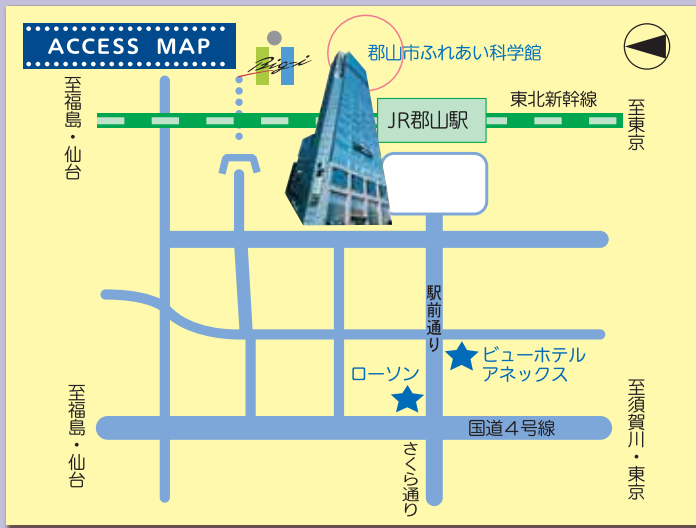 ACCESS MAP
Big-i
郡山市ふれあい科学館
至福島・仙台
東北新幹線
JR郡山駅
至東京
駅前通り
ビューホテル
アネックス
ローソン
至福島・仙台
国道4号線
至須賀川・東京
さくら通り